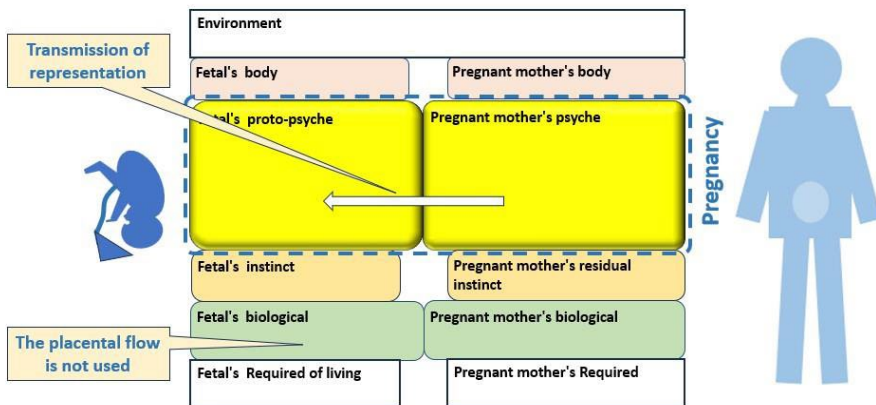 Environment
Transmission of
representation
Fetal's body
Pregnant mother's body
Fetal's proto-psyche
Pregnant mother's psyche
Pregnancy
Fetal's instinct
Pregnant mother's residual
instinct
Fetal's biological
Pregnant mother's biological
The placental flow
is not used
Fetal's Required of living
Pregnant mother's Required